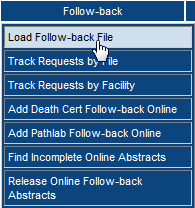 Follow-back
Load Follow-back File
Track Requests by File
Track Requests by Facility
Add Death Cert Follow-back Online
Add Pathlab Follow-back Online
Find Incomplete Online Abstracts
Release Online Follow-back
Abstracts